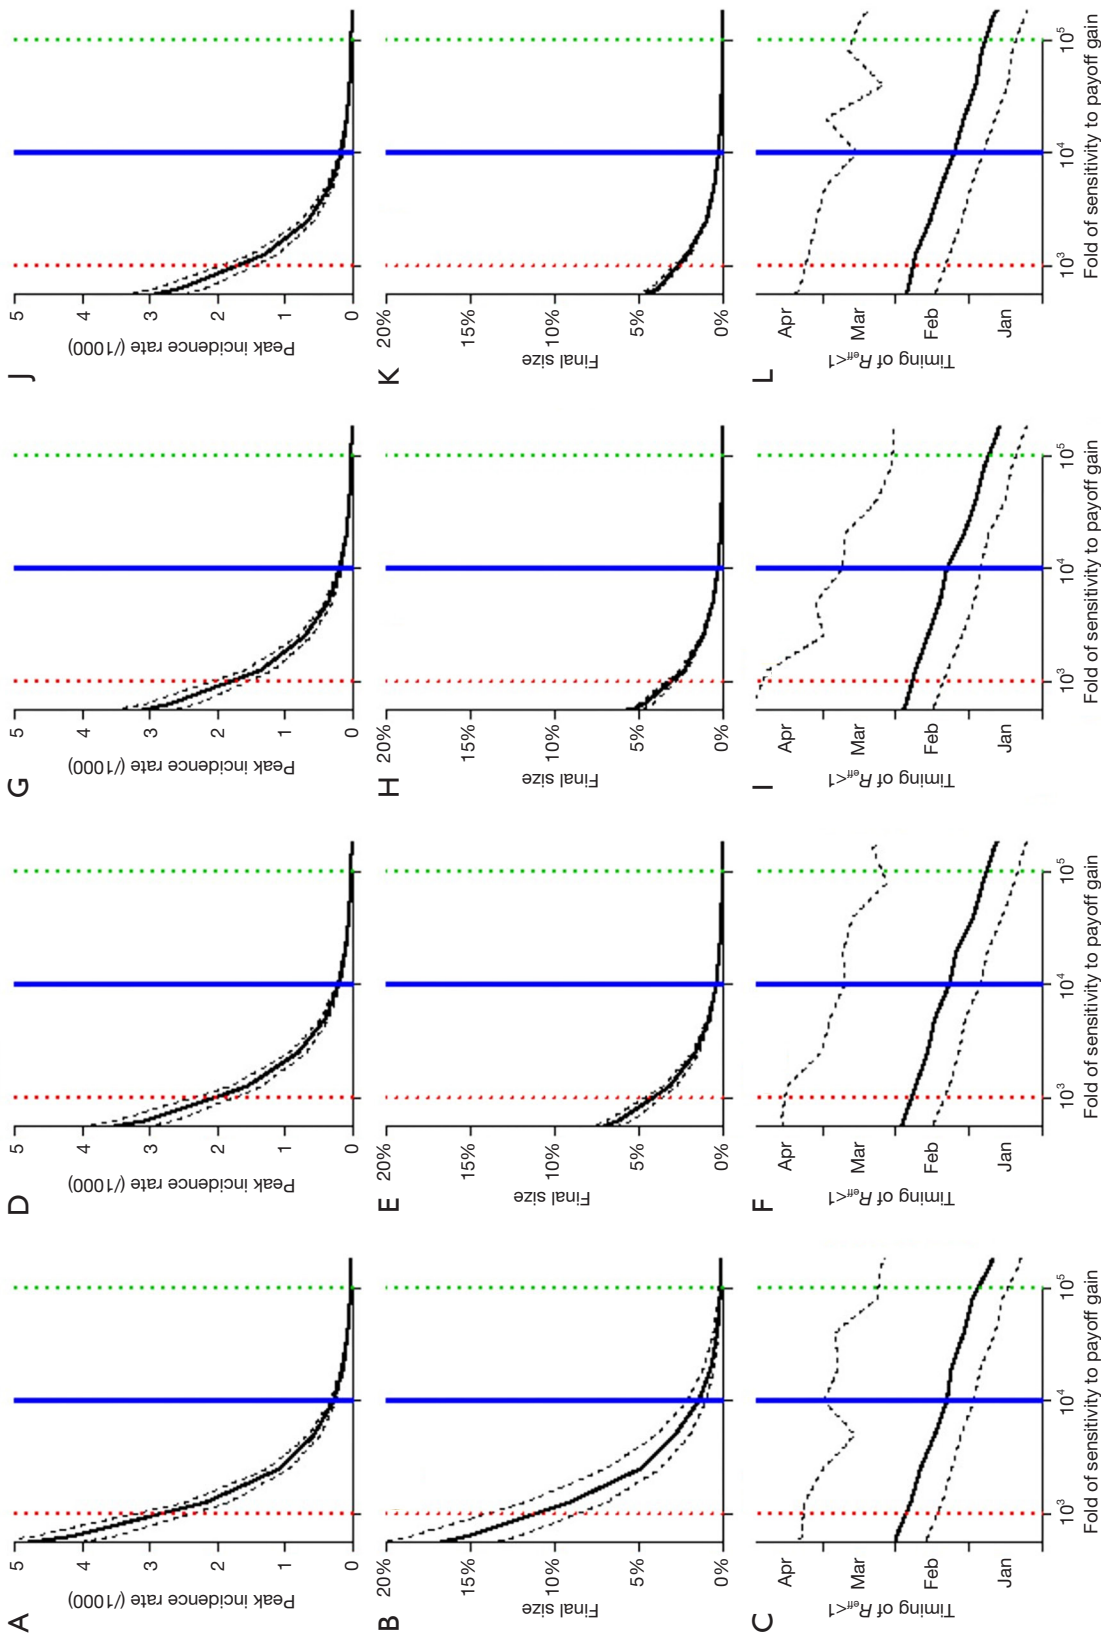 A
Peak incidence rate (/1000)
5
4
3
2
1
0
B
Final size
20%
15%
10%
5%
0%
C
Timing of R_eff<1
Apr
Mar
Feb
Jan
10³ 10⁴ 10⁵
Fold of sensitivity to payoff gain
D
Peak incidence rate (/1000)
5
4
3
2
1
0
E
Final size
20%
15%
10%
5%
0%
F
Timing of R_eff<1
Apr
Mar
Feb
Jan
10³ 10⁴ 10⁵
Fold of sensitivity to payoff gain
G
Peak incidence rate (/1000)
5
4
3
2
1
0
H
Final size
20%
15%
10%
5%
0%
I
Timing of R_eff<1
Apr
Mar
Feb
Jan
10³ 10⁴ 10⁵
Fold of sensitivity to payoff gain
J
Peak incidence rate (/1000)
5
4
3
2
1
0
K
Final size
20%
15%
10%
5%
0%
L
Timing of R_eff<1
Apr
Mar
Feb
Jan
10³ 10⁴ 10⁵
Fold of sensitivity to payoff gain